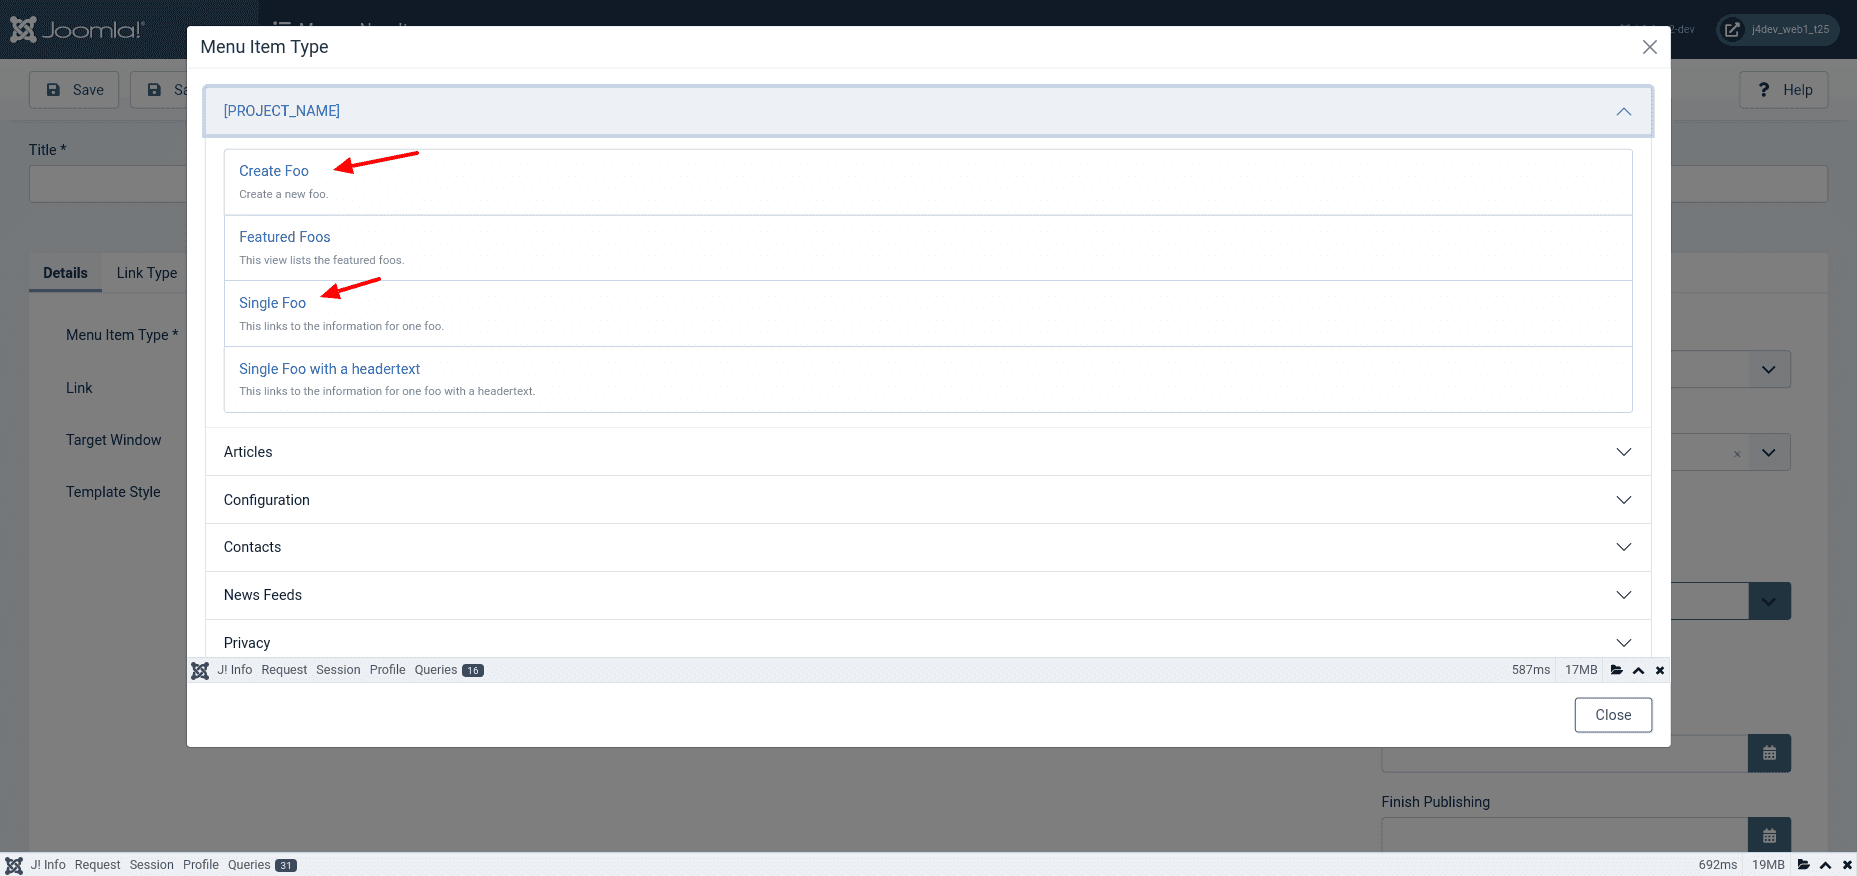 Joomla!
2-dev
j4dev_web1_t25
Menu Item Type
Save
Sa
Help
[PROJECT_NAME]
Title *
Create Foo
Create a new foo.
Featured Foos
This view lists the featured foos.
Details
Link Type
Single Foo
This links to the information for one foo.
Menu Item Type *
Single Foo with a headertext
This links to the information for one foo with a headertext.
Link
Target Window
Articles
Template Style
Configuration
Contacts
News Feeds
Privacy
J! Info Request Session Profile Queries 16
587ms 17MB
Close
Finish Publishing
J! Info Request Session Profile Queries 31
692ms 19MB